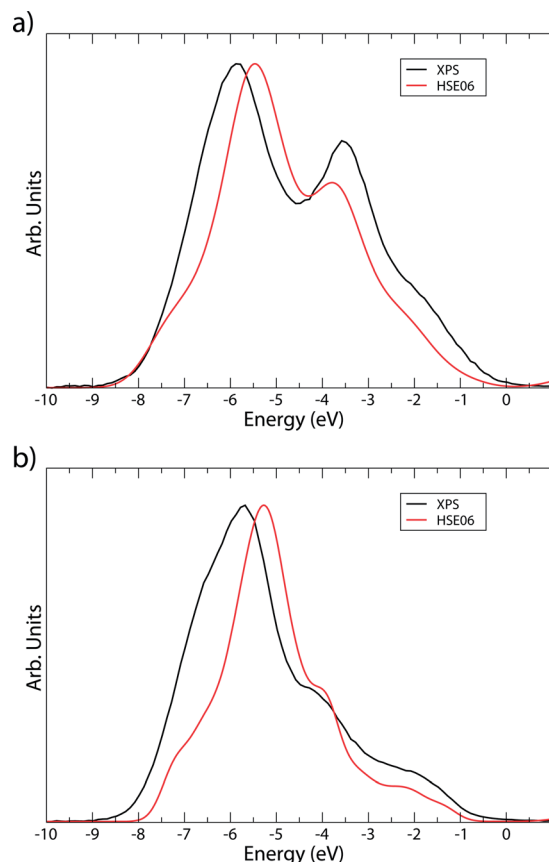 a)
XPS
HSE06
Arb. Units
-10 -9 -8 -7 -6 -5 -4 -3 -2 -1 0
Energy (eV)
b)
XPS
HSE06
Arb. Units
-10 -9 -8 -7 -6 -5 -4 -3 -2 -1 0
Energy (eV)